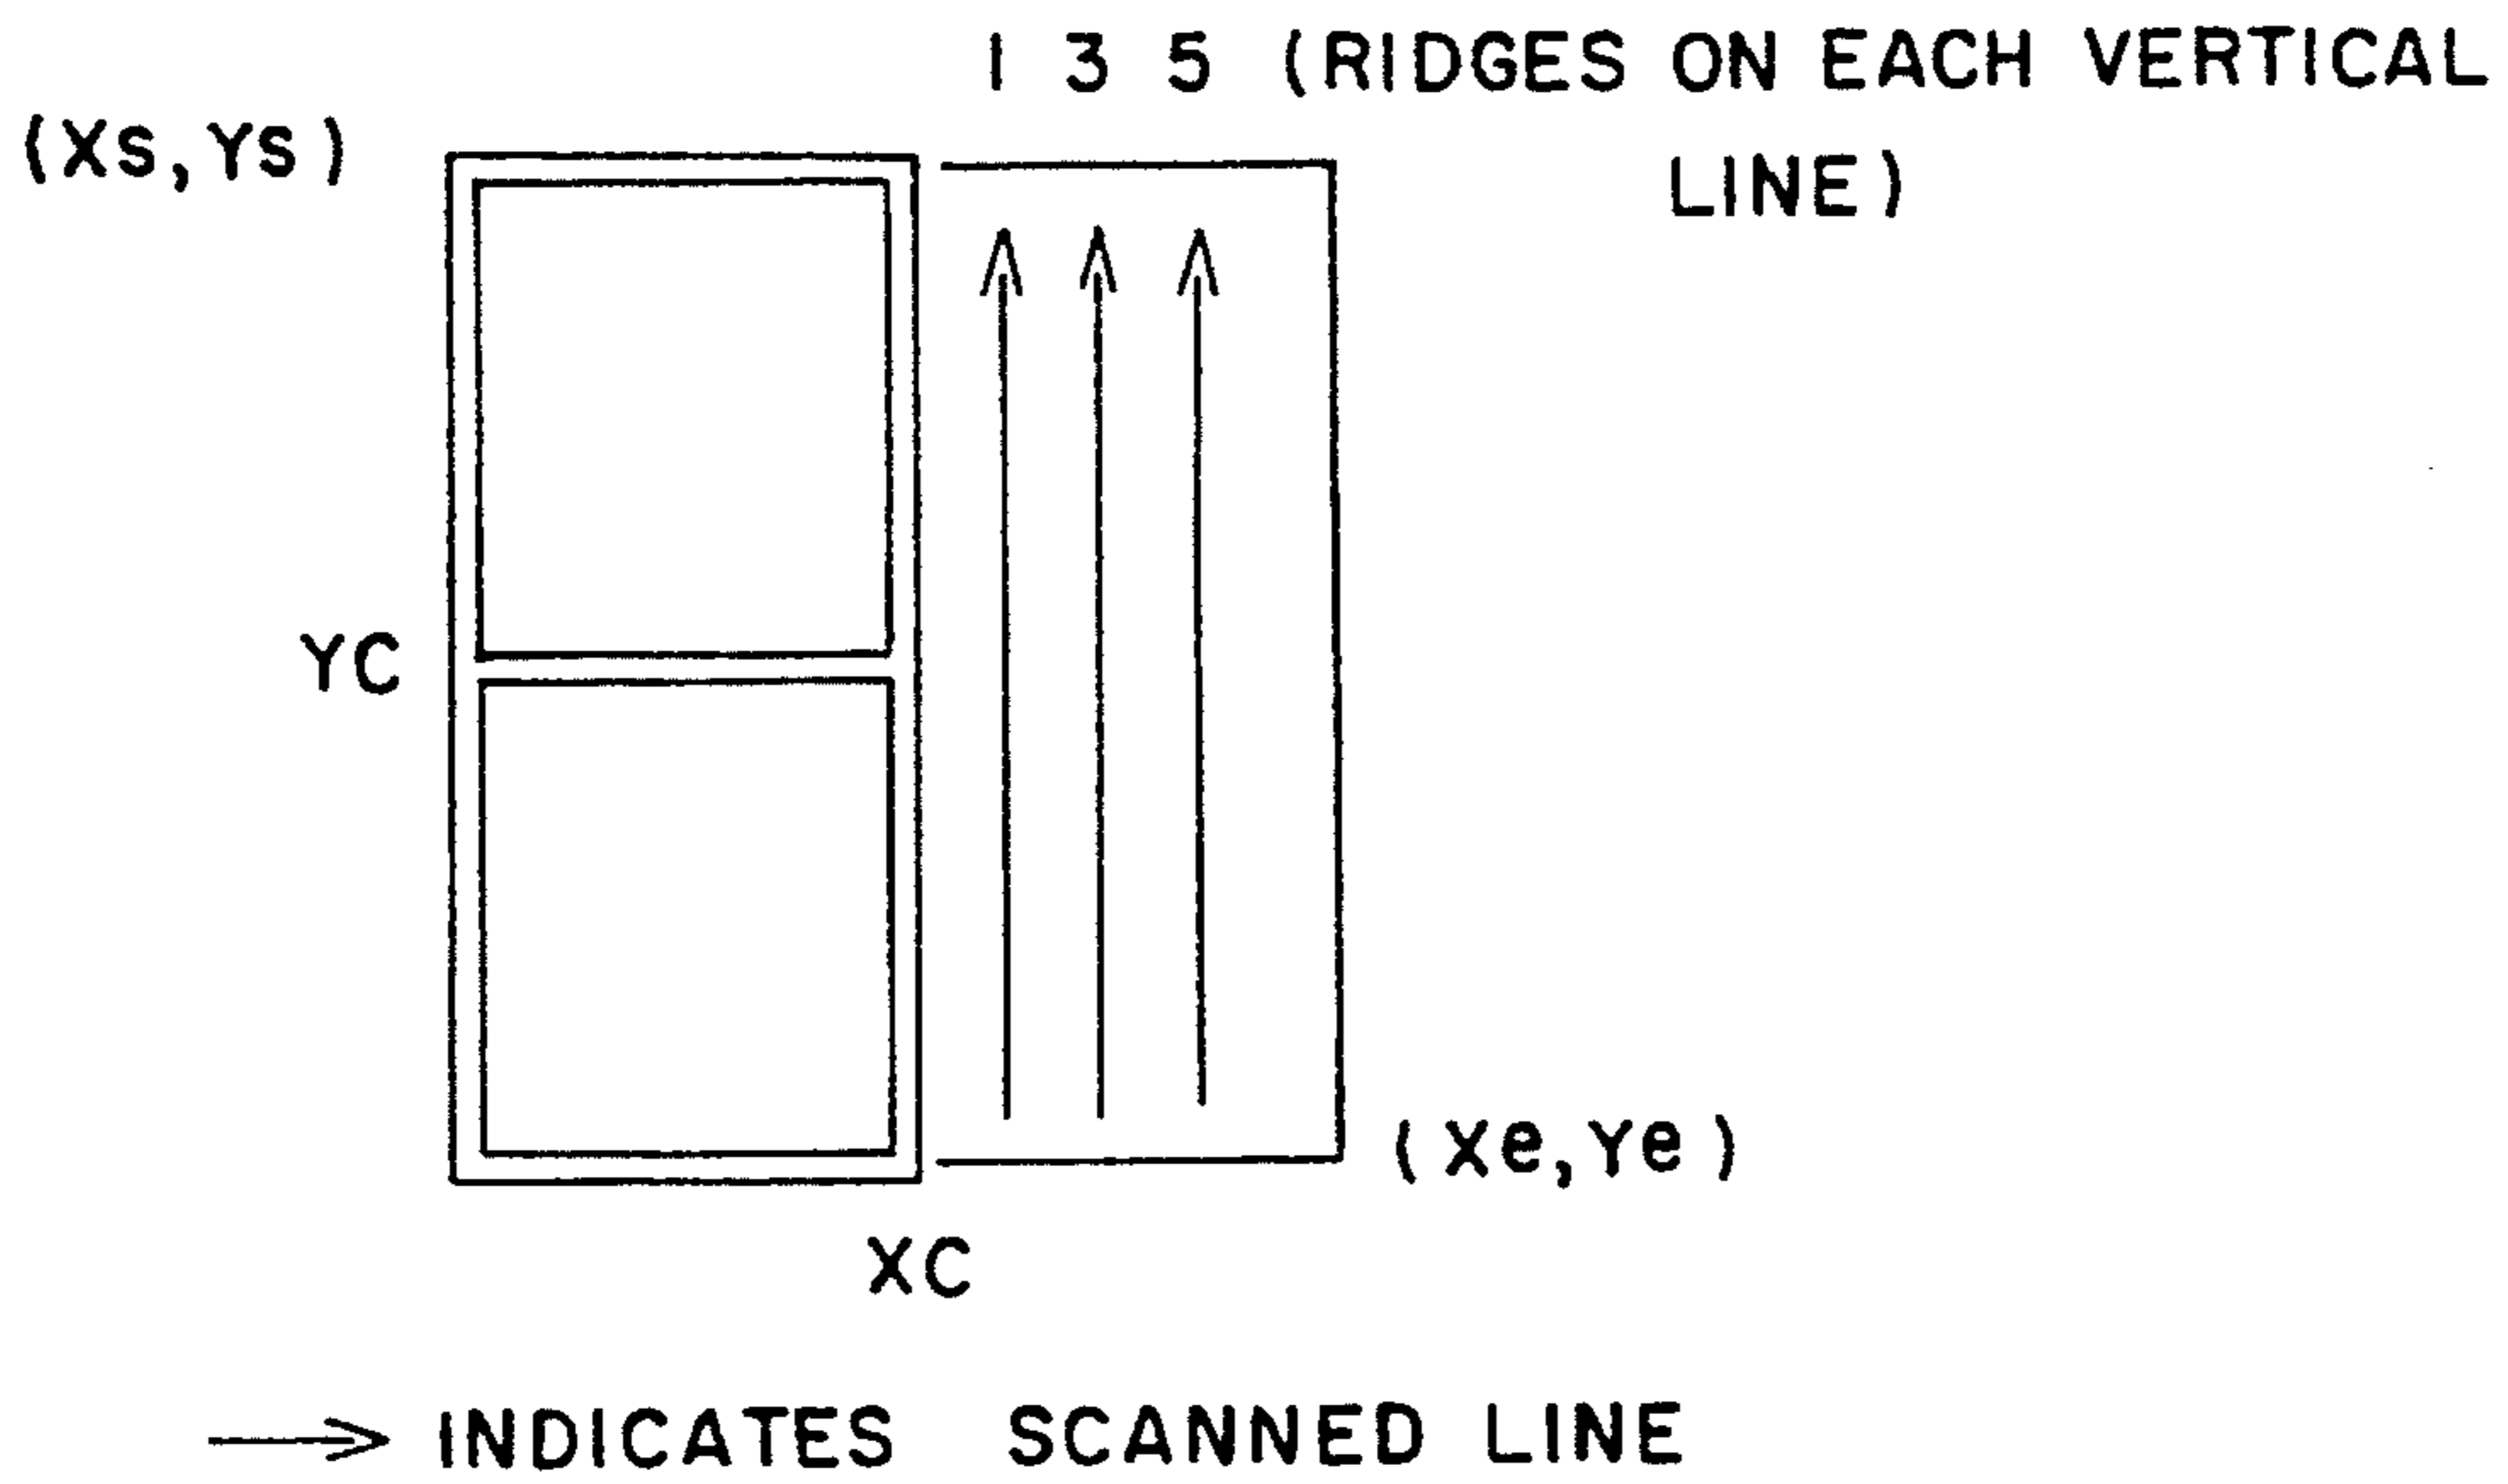 1 3 5 (RIDGES ON EACH VERTICAL
LINE)
(Xs,Ys)
YC
(Xe,Ye)
XC
INDICATES SCANNED LINE